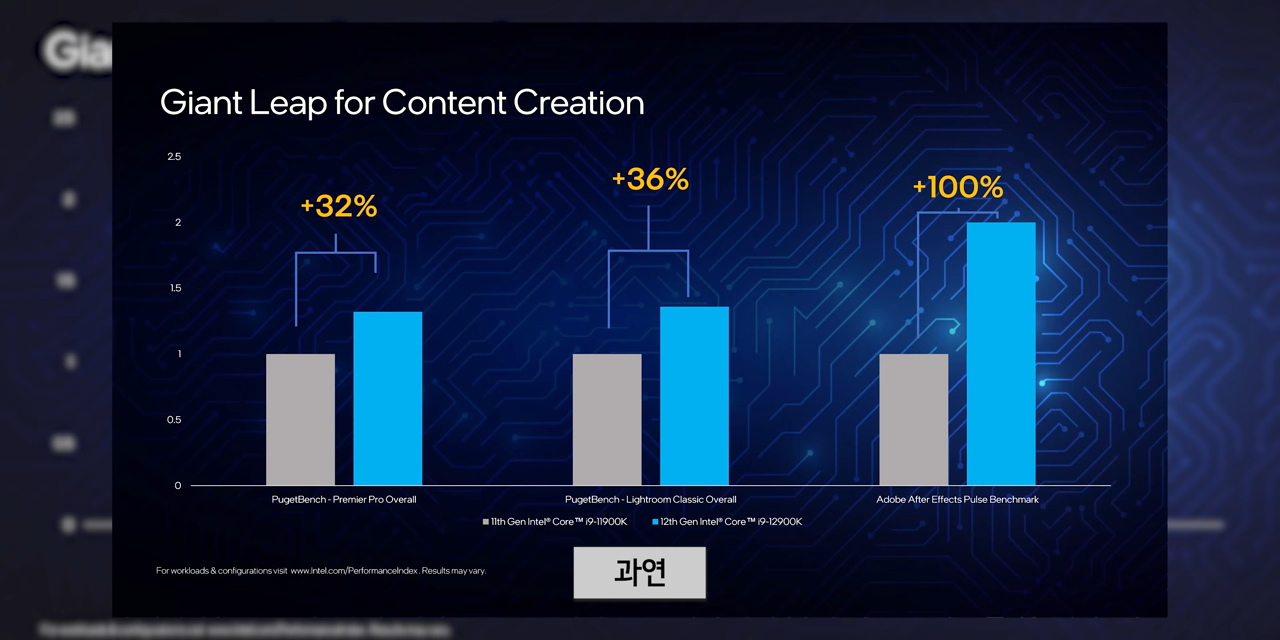 Gia
Giant Leap for Content Creation
2.5
2
1.5
1
0.5
0
+32%
+36%
+100%
PugetBench - Premier Pro Overall
PugetBench - Lightroom Classic Overall
Adobe After Effects Pulse Benchmark
11th Gen Intel® Core™ i9-11900K
12th Gen Intel® Core™ i9-12900K
For workloads & configurations visit www.Intel.com/PerformanceIndex. Results may vary.
과연